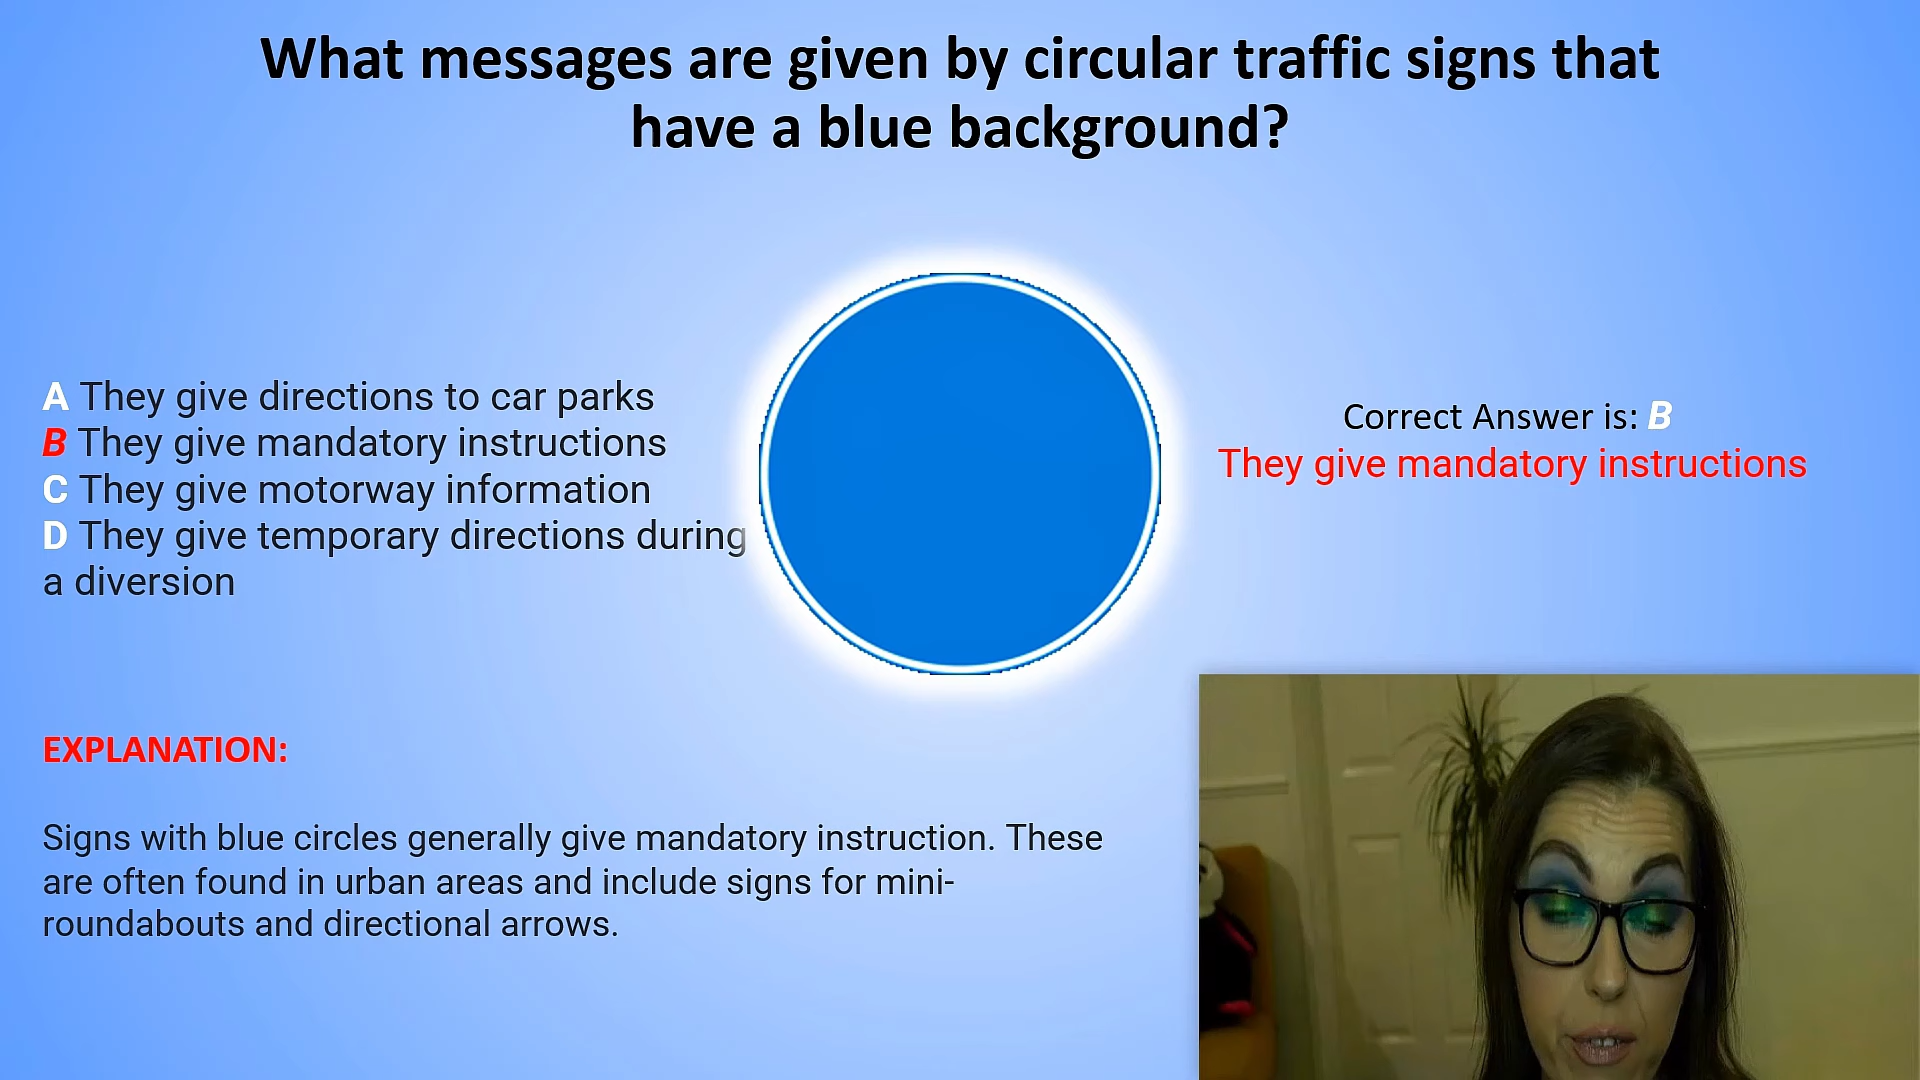 What messages are given by circular traffic signs that
have a blue background?
A They give directions to car parks
B They give mandatory instructions
C They give motorway information
D They give temporary directions during
a diversion
Correct Answer is: B
They give mandatory instructions
EXPLANATION:
Signs with blue circles generally give mandatory instruction. These
are often found in urban areas and include signs for mini-
roundabouts and directional arrows.